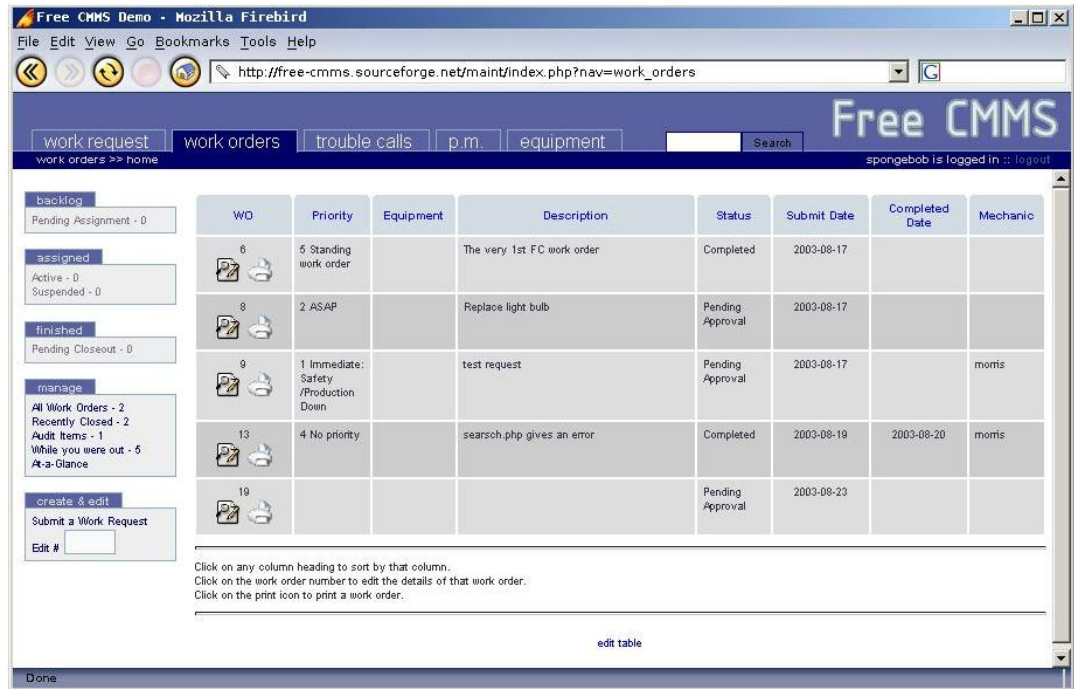 Free CMMS Demo - Mozilla Firebird
File Edit View Go Bookmarks Tools Help
http://free-cmms.sourceforge.net/maint/index.php?nav=work_orders
G
Free CMMS
work request work orders trouble calls p.m. equipment Search
work orders >> home
spongebob is logged in :: logout
backlog
Pending Assignment - 0
assigned
Active - 0
Suspended - 0
finished
Pending Closeout - 0
manage
All Work Orders - 2
Recently Closed - 2
Audit Items - 1
While you were out - 5
At-a-Glance
create & edit
Submit a Work Request
Edit #
WO Priority Equipment Description Status Submit Date Completed Date Mechanic
6 5 Standing work order The very 1st FC work order Completed 2003-08-17
8 2 ASAP Replace light bulb Pending Approval 2003-08-17
9 1 Immediate: Safety /Production Down test request Pending Approval 2003-08-17 morris
13 4 No priority searsch.php gives an error Completed 2003-08-19 2003-08-20 morris
19 Pending Approval 2003-08-23
Click on any column heading to sort by that column.
Click on the work order number to edit the details of that work order.
Click on the print icon to print a work order.
edit table
Done